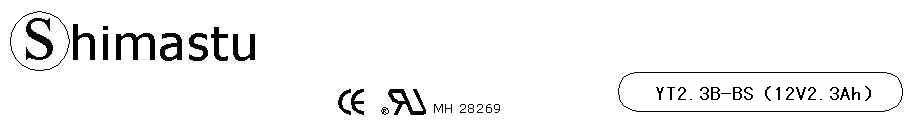 Shimastu
CE ®RU MH 28269
YT2.3B-BS (12V2.3Ah)